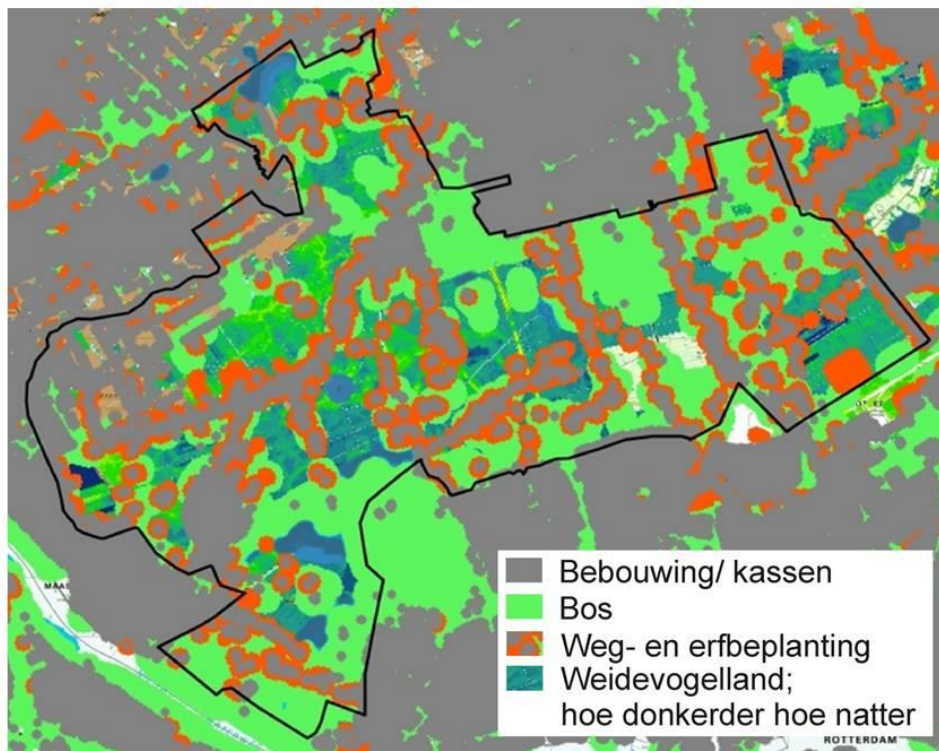 MAAS
Bebouwing/ kassen
Bos
Weg- en erfbeplanting
Weidevogelland;
hoe donkerder hoe natter
ROTTERDAM